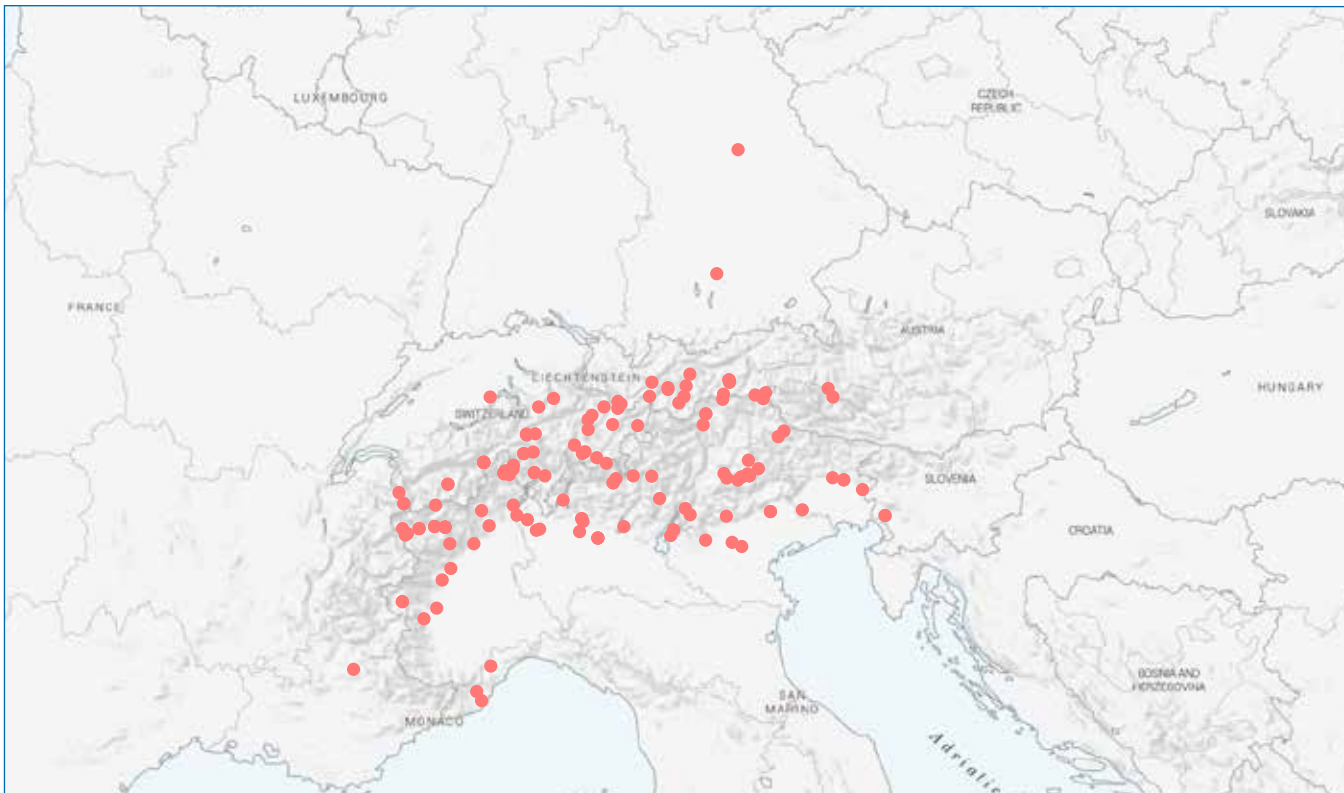 LUXEMBOURG
CZECH
REPUBLIC
SLOVAKIA
FRANCE
AUSTRIA
LIECHTENSTEIN
HUNGARY
SWITZERLAND
SLOVENIA
CROATIA
BOSNIA AND
HERZEGOVINA
SAN
MARINO
MONACO
Adriatic